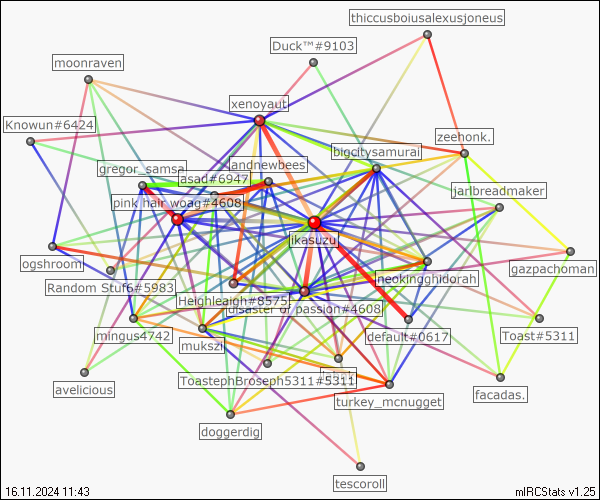 thiccusboiusalexusjoneus
Duck™#9103
moonraven
xenoyaut
Knowun#6424
zeehonk.
bigcitysamurai
andnewbees
gregor_samsa
asad#6947
jarlbreadmaker
pink hair woag#4608
ikasuzu
ogshroom
gazpachoman
neokingghidorah
Random Stuf6#5983
Heighleaigh#8575
disaster of passion#4608
mingus4742
default#0617
Toast#5311
mukszi
ToastephBroseph5311#5311
avelicious
turkey_mcnugget
facadas.
doggerdig
tescoroll
16.11.2024 11:43
mIRCStats v1.25